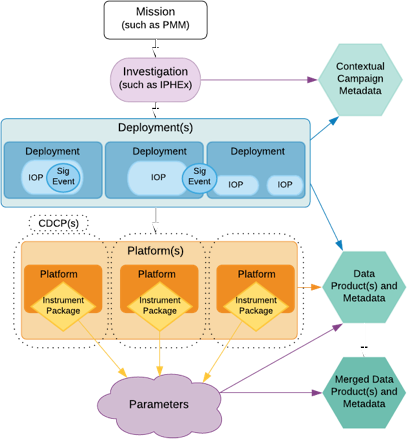 Mission
(such as PMM)
Investigation
(such as IPHEx)
Contextual
Campaign
Metadata
Deployment(s)
Deployment
Deployment
Deployment
IOP
Sig
Event
IOP
Sig
Event
IOP
IOP
CDCP(s)
Platform(s)
Platform
Platform
Platform
Instrument
Package
Instrument
Package
Instrument
Package
Data
Product(s) and
Metadata
Parameters
Merged Data
Product(s) and
Metadata